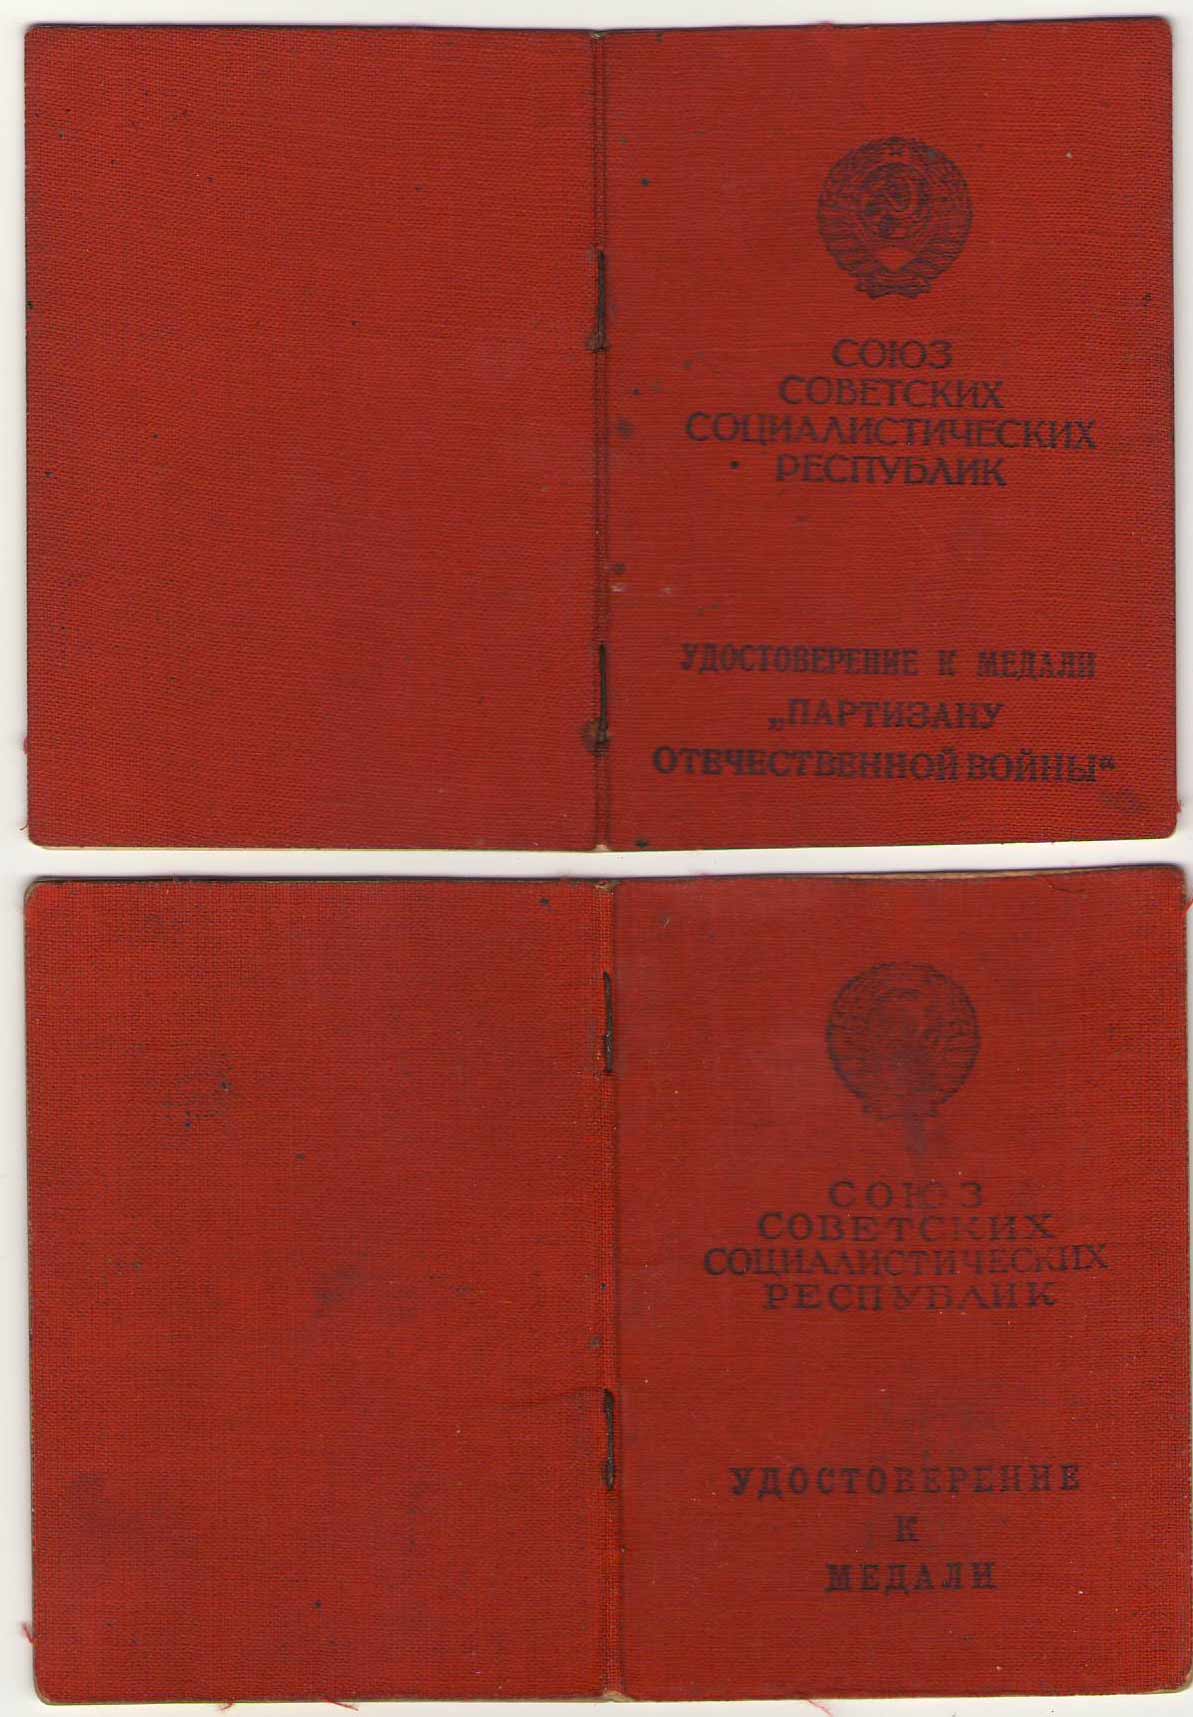 СОЮЗ
СОВЕТСКИХ
СОЦИАЛИСТИЧЕСКИХ
РЕСПУБЛИК
УДОСТОВЕРЕНИЕ К МЕДАЛИ
„ПАРТИЗАНУ
ОТЕЧЕСТВЕННОЙ ВОЙНЫ“
СОЮЗ
СОВЕТСКИХ
СОЦИАЛИСТИЧЕСКИХ
РЕСПУБЛИК
УДОСТОВЕРЕНИЕ
К
МЕДАЛИ